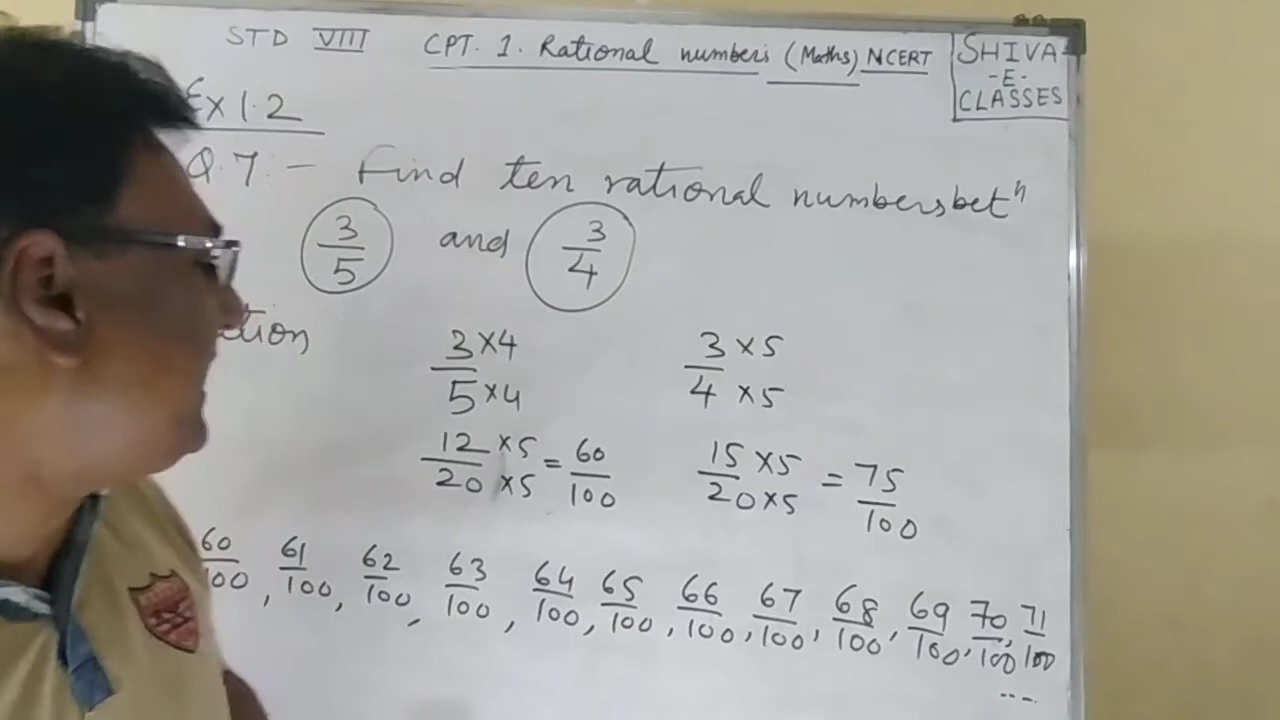 STD VIII CPT. 1. Rational numbers (Maths) NCERT
SHIVA
-E-
CLASSES
Ex 1.2
Q.7:- Find ten rational numbers betⁿ
3/5 and 3/4
3×4/5×4 3×5/4×5
12×5/20×5 = 60/100 15×5/20×5 = 75/100
60/100, 61/100, 62/100, 63/100, 64/100, 65/100, 66/100, 67/100, 68/100, 69/100, 70/100, 71/100 ...